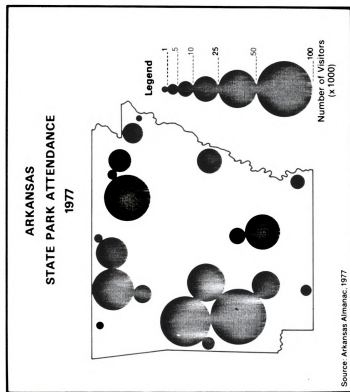 ARKANSAS
STATE PARK ATTENDANCE
1977
Legend
1
5
10
25
50
100
Number of Visitors
(x 1000)
Source: Arkansas Almanac, 1977